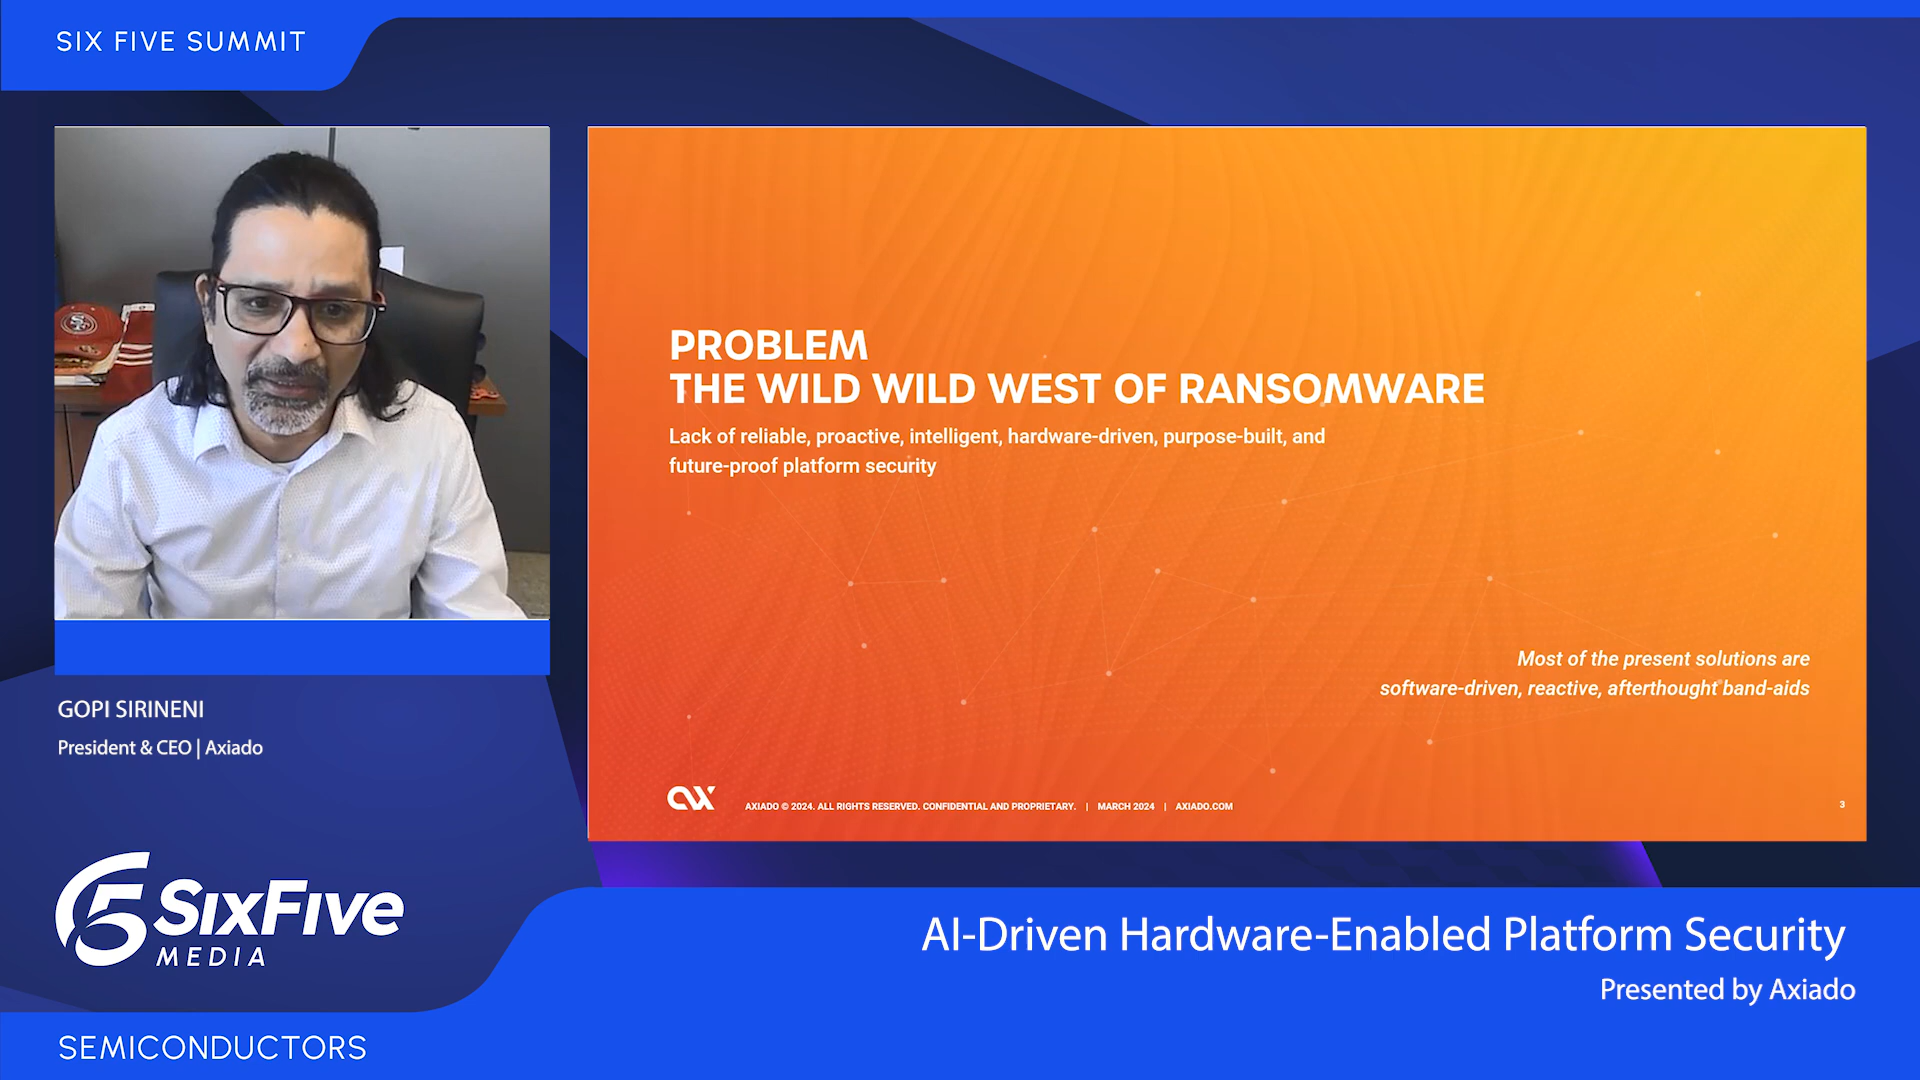 SIX FIVE SUMMIT
SF
PROBLEM
THE WILD WILD WEST OF RANSOMWARE
Lack of reliable, proactive, intelligent, hardware-driven, purpose-built, and
future-proof platform security
Most of the present solutions are
software-driven, reactive, afterthought band-aids
AXIADO © 2024. ALL RIGHTS RESERVED. CONFIDENTIAL AND PROPRIETARY. | MARCH 2024 | AXIADO.COM
3
GOPI SIRINENI
President & CEO | Axiado
65 SIXFIVE
MEDIA
AI-Driven Hardware-Enabled Platform Security
Presented by Axiado
SEMICONDUCTORS